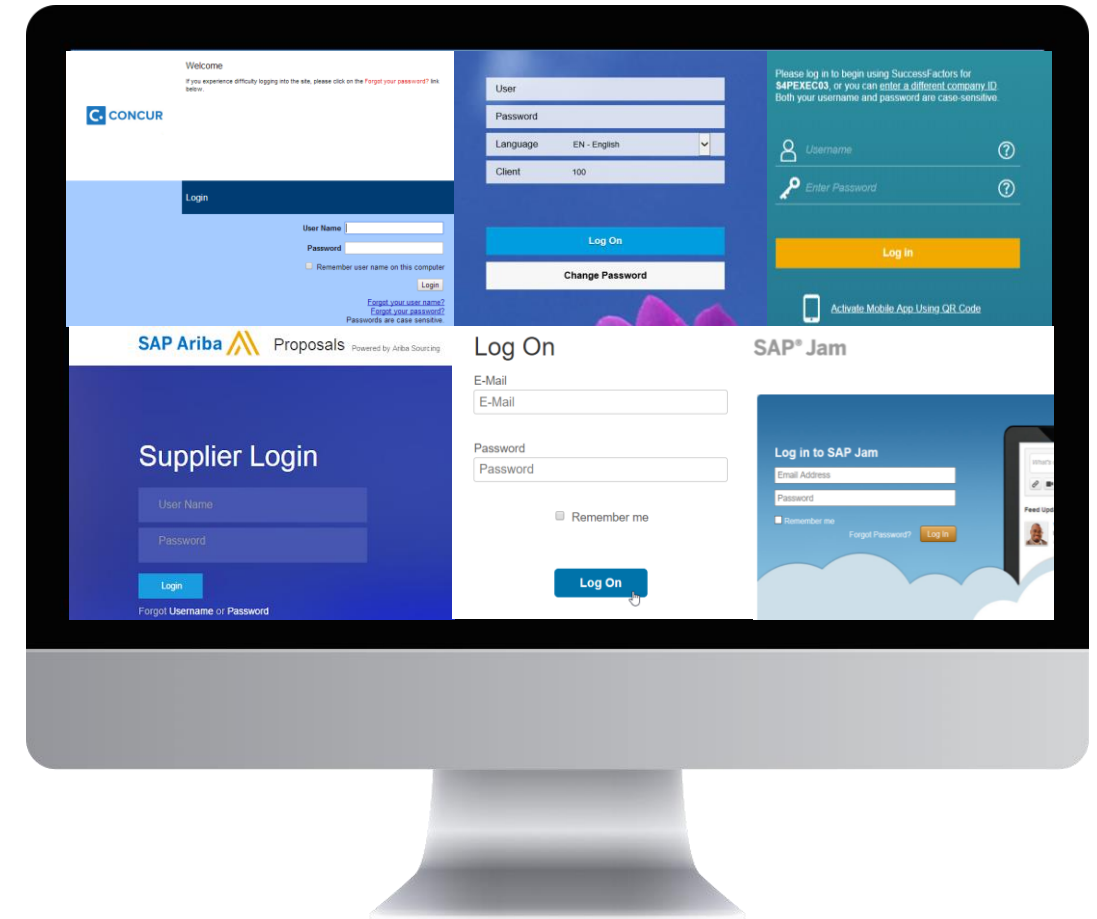 Welcome
If you experience difficulty logging into the site, please click on the Forgot your password? link
below.
C. CONCUR
Login
User Name
Password
Remember user name on this computer
Login
Forgot your user name?
Forgot your password?
Passwords are case sensitive.
User
Password
Language EN - English
Client 100
Log On
Change Password
Please log in to begin using SuccessFactors for
S4PEXEC03, or you can enter a different company ID.
Both your username and password are case-sensitive.
Username ?
Enter Password ?
Log in
Activate Mobile App Using QR Code
SAP Ariba Proposals Powered by Ariba Sourcing
Supplier Login
User Name
Password
Login
Forgot Username or Password
Log On
E-Mail
E-Mail
Password
Password
Remember me
Log On
SAP® Jam
Log in to SAP Jam
Email Address
Password
Remember me
Forgot Password? Log In
What's
Feed Upd